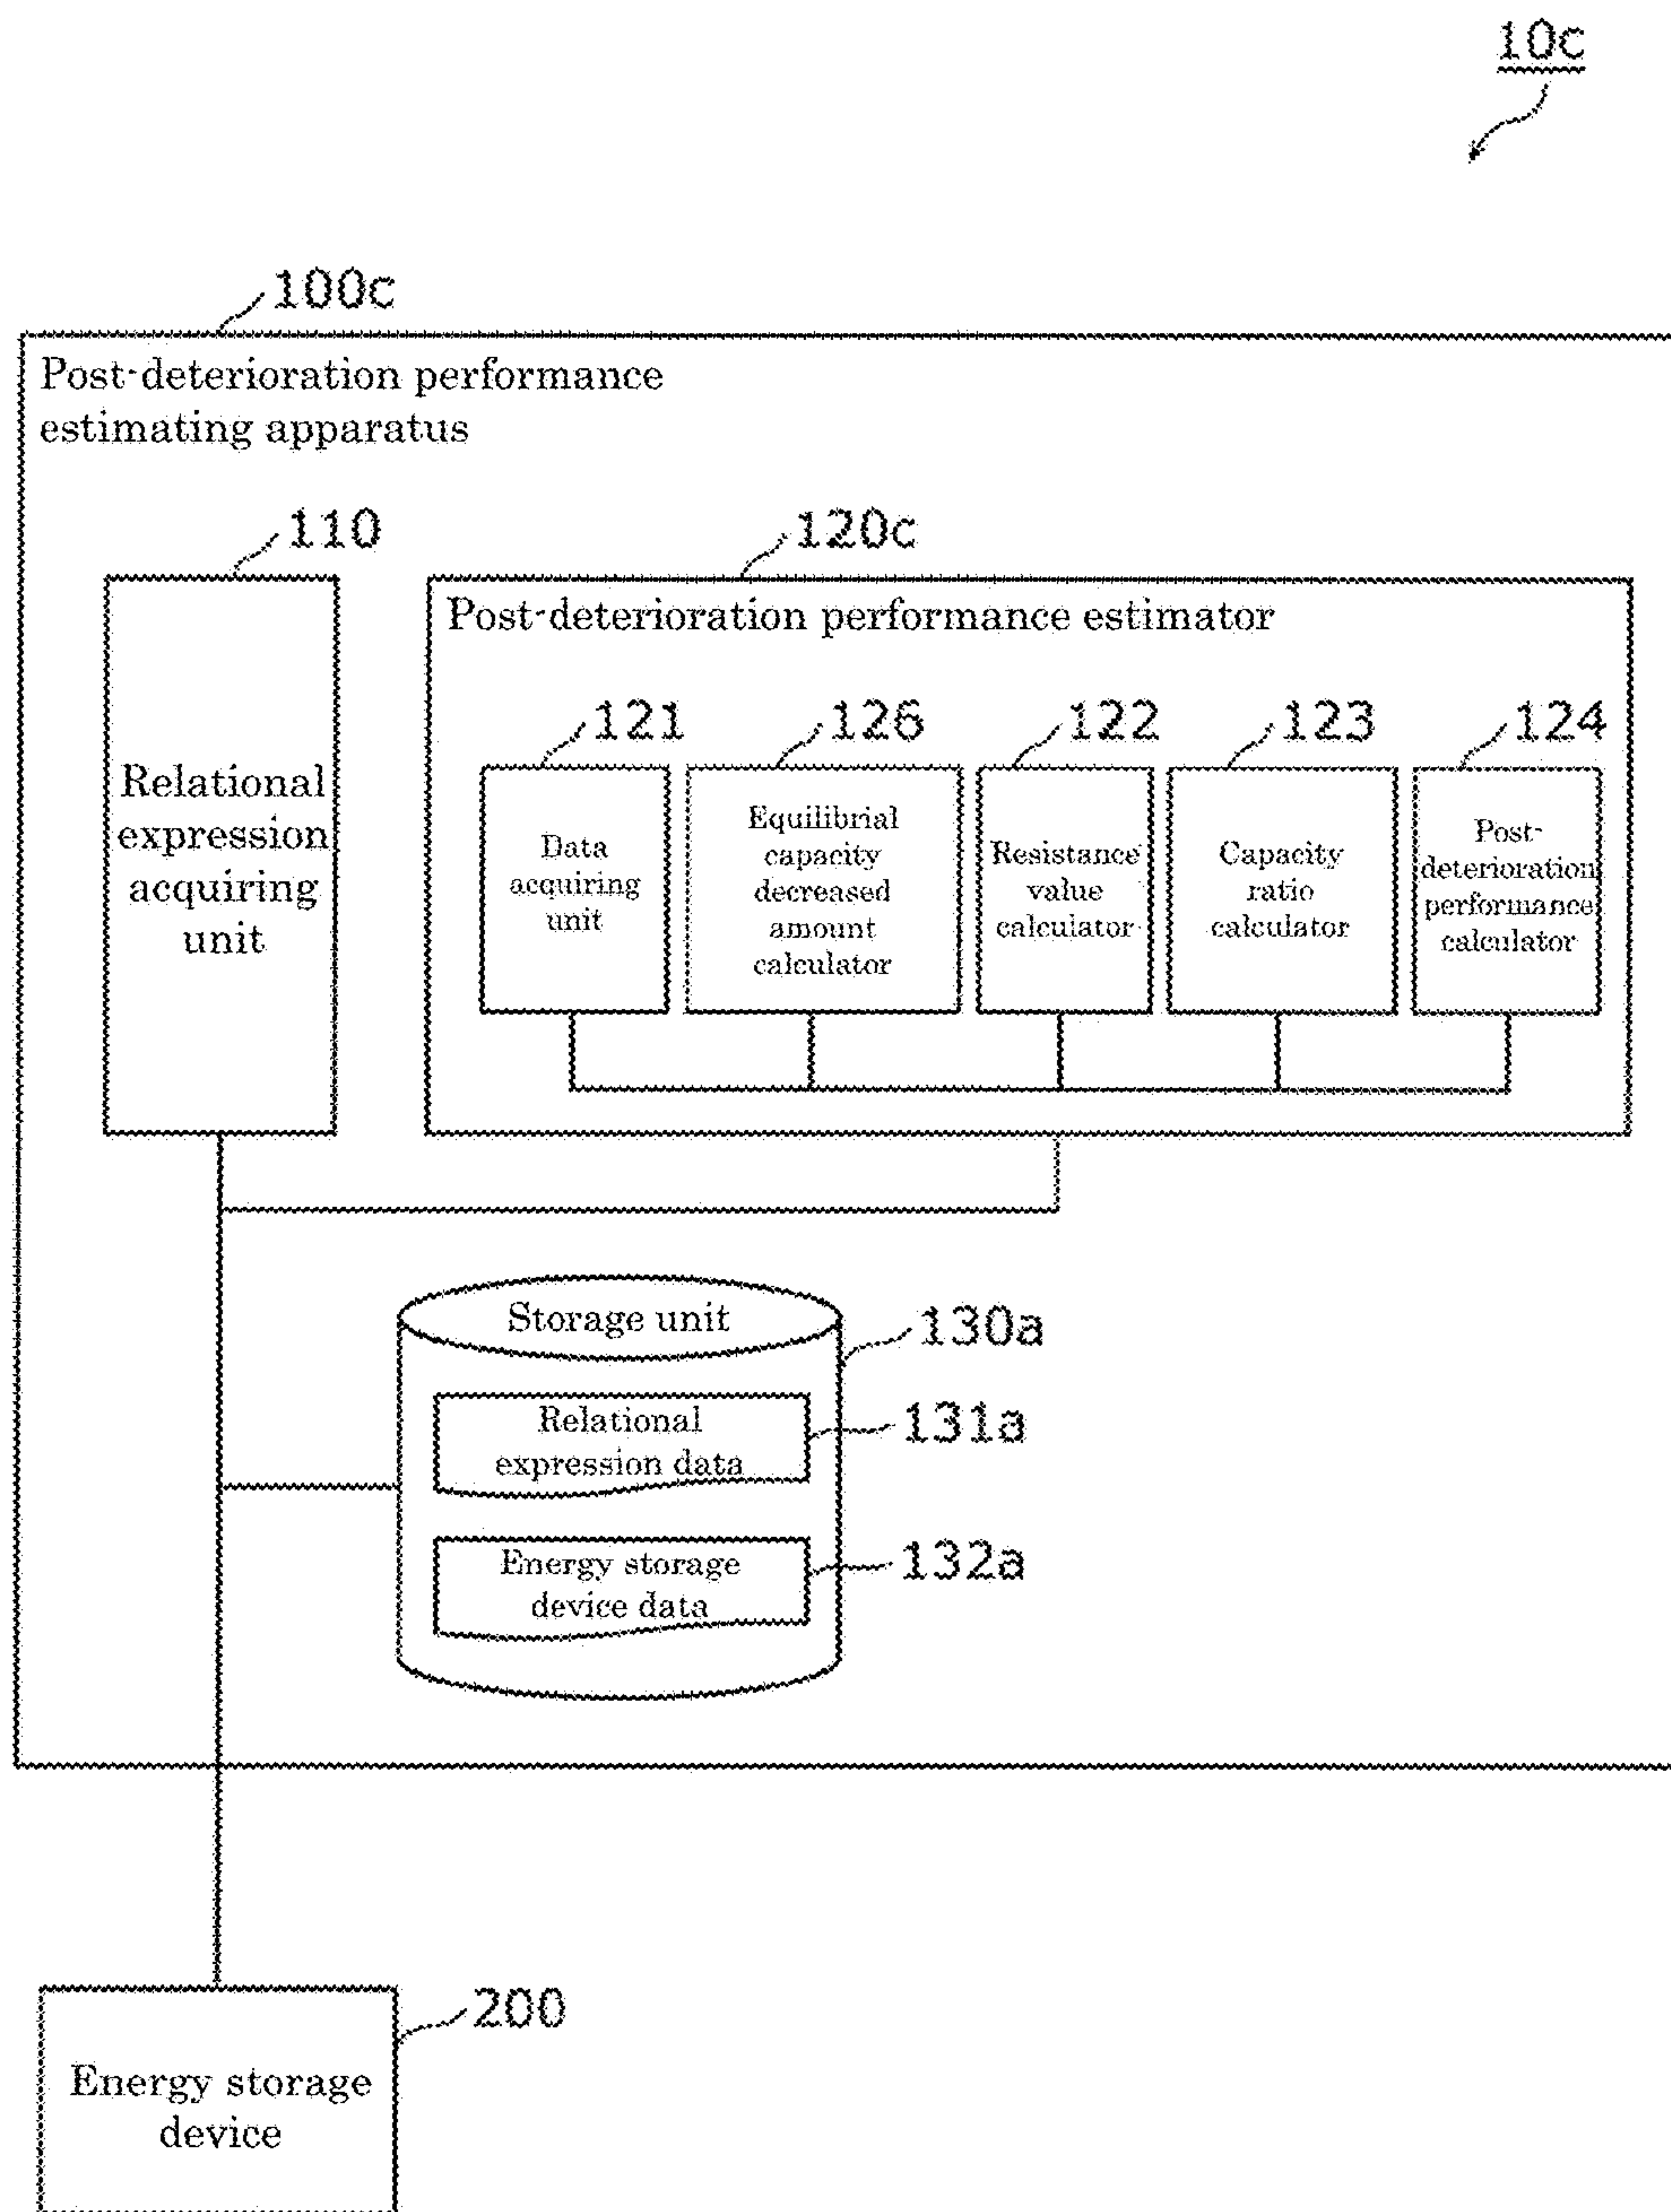 10c
100c
Post-deterioration performance
estimating apparatus
110
120c
Relational
expression
acquiring
unit
Post-deterioration performance estimator
121
126
122
123
124
Data
acquiring
unit
Equilibrial
capacity
decreased
amount
calculator
Resistance
value
calculator
Capacity
ratio
calculator
Post-
deterioration
performance
calculator
Storage unit
130a
Relational
expression data
131a
Energy storage
device data
132a
200
Energy storage
device